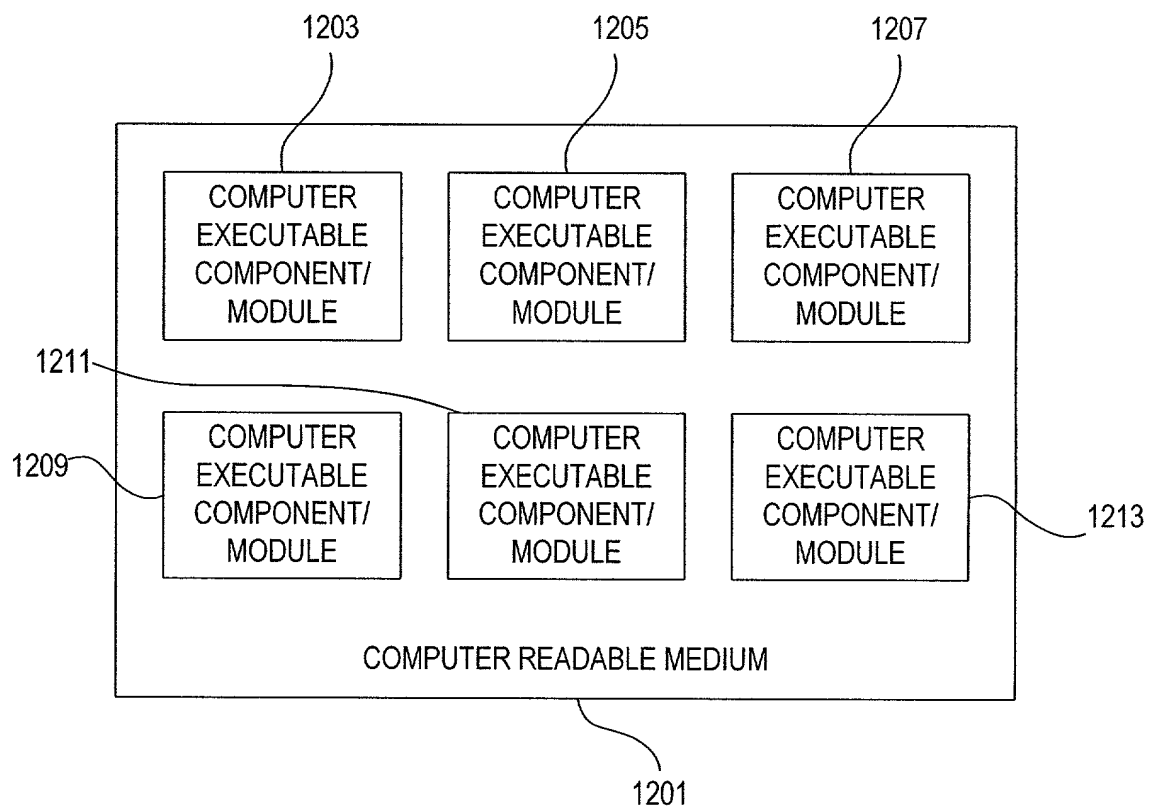 1203
1205
1207
COMPUTER
EXECUTABLE
COMPONENT/
MODULE
COMPUTER
EXECUTABLE
COMPONENT/
MODULE
COMPUTER
EXECUTABLE
COMPONENT/
MODULE
1211
1209
COMPUTER
EXECUTABLE
COMPONENT/
MODULE
COMPUTER
EXECUTABLE
COMPONENT/
MODULE
COMPUTER
EXECUTABLE
COMPONENT/
MODULE
1213
COMPUTER READABLE MEDIUM
1201